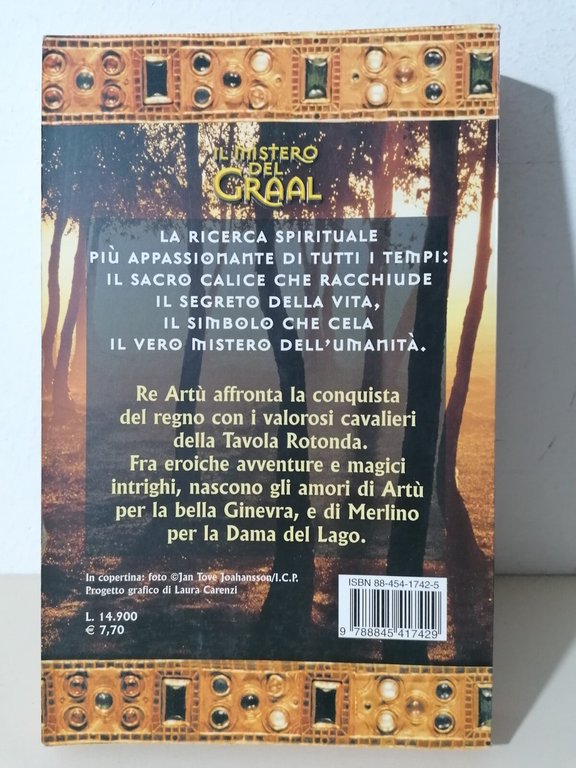 IL MISTERO
DEL
GRAAL
LA RICERCA SPIRITUALE
PIÙ APPASSIONANTE DI TUTTI I TEMPI:
IL SACRO CALICE CHE RACCHIUDE
IL SEGRETO DELLA VITA,
IL SIMBOLO CHE CELA
IL VERO MISTERO DELL'UMANITÀ.
Re Artù affronta la conquista
del regno con i valorosi cavalieri
della Tavola Rotonda.
Fra eroiche avventure e magici
intrighi, nascono gli amori di Artù
per la bella Ginevra, e di Merlino
per la Dama del Lago.
In copertina: foto ©Jan Tove Joahansson/I.C.P.
Progetto grafico di Laura Carenzi
L. 14.900
€ 7,70
ISBN 88-454-1742-5
9 788845 417429